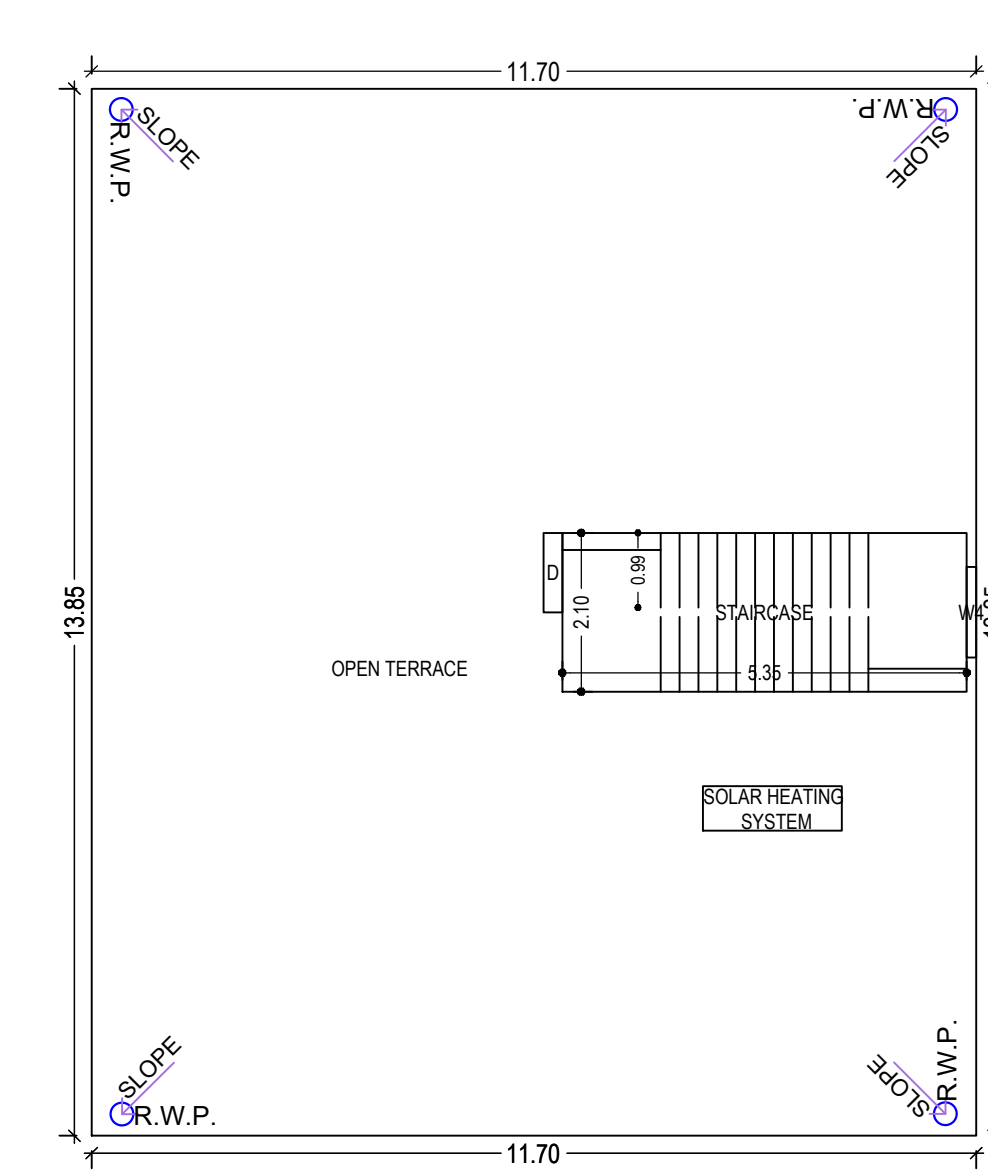 11.70
SLOPE
R.W.P.
R.W.P.
SLOPE
D
0.99
2.10
STAIRCASE
W4
13.85
OPEN TERRACE
5.35
SOLAR HEATING
SYSTEM
SLOPE
R.W.P.
SLOPE
R.W.P.
11.70